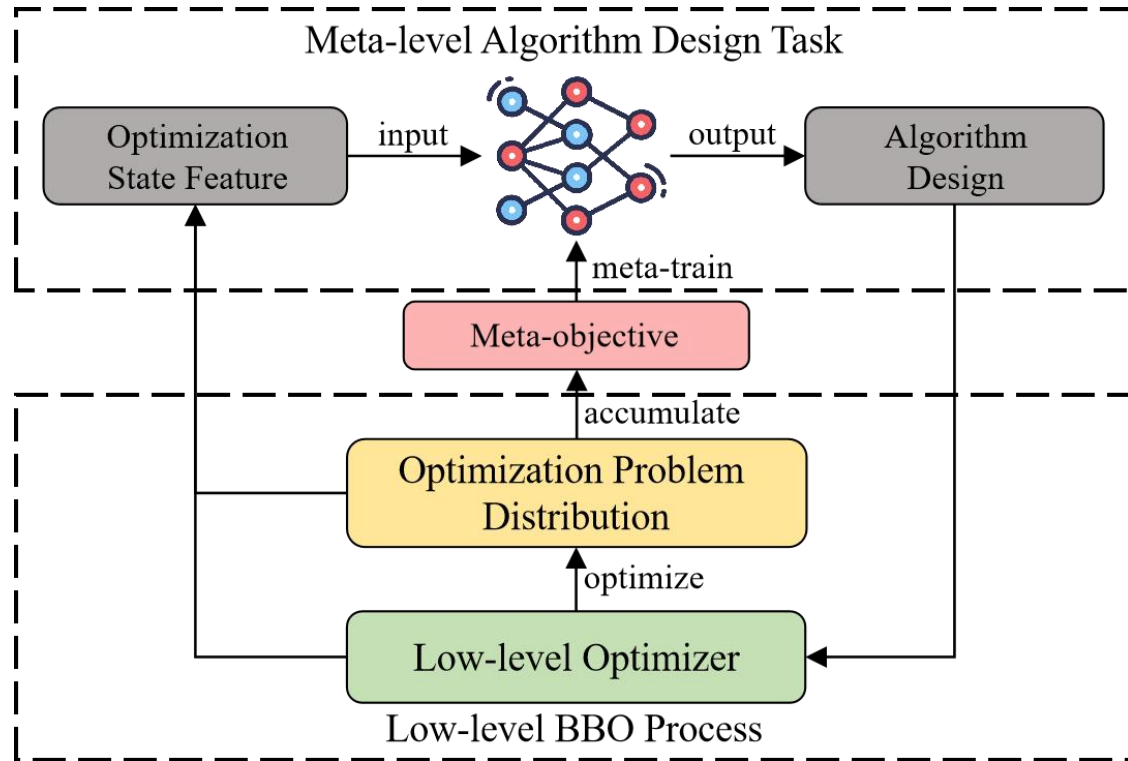 Meta-level Algorithm Design Task
Optimization
State Feature
input
output
Algorithm
Design
meta-train
Meta-objective
accumulate
Optimization Problem
Distribution
optimize
Low-level Optimizer
Low-level BBO Process